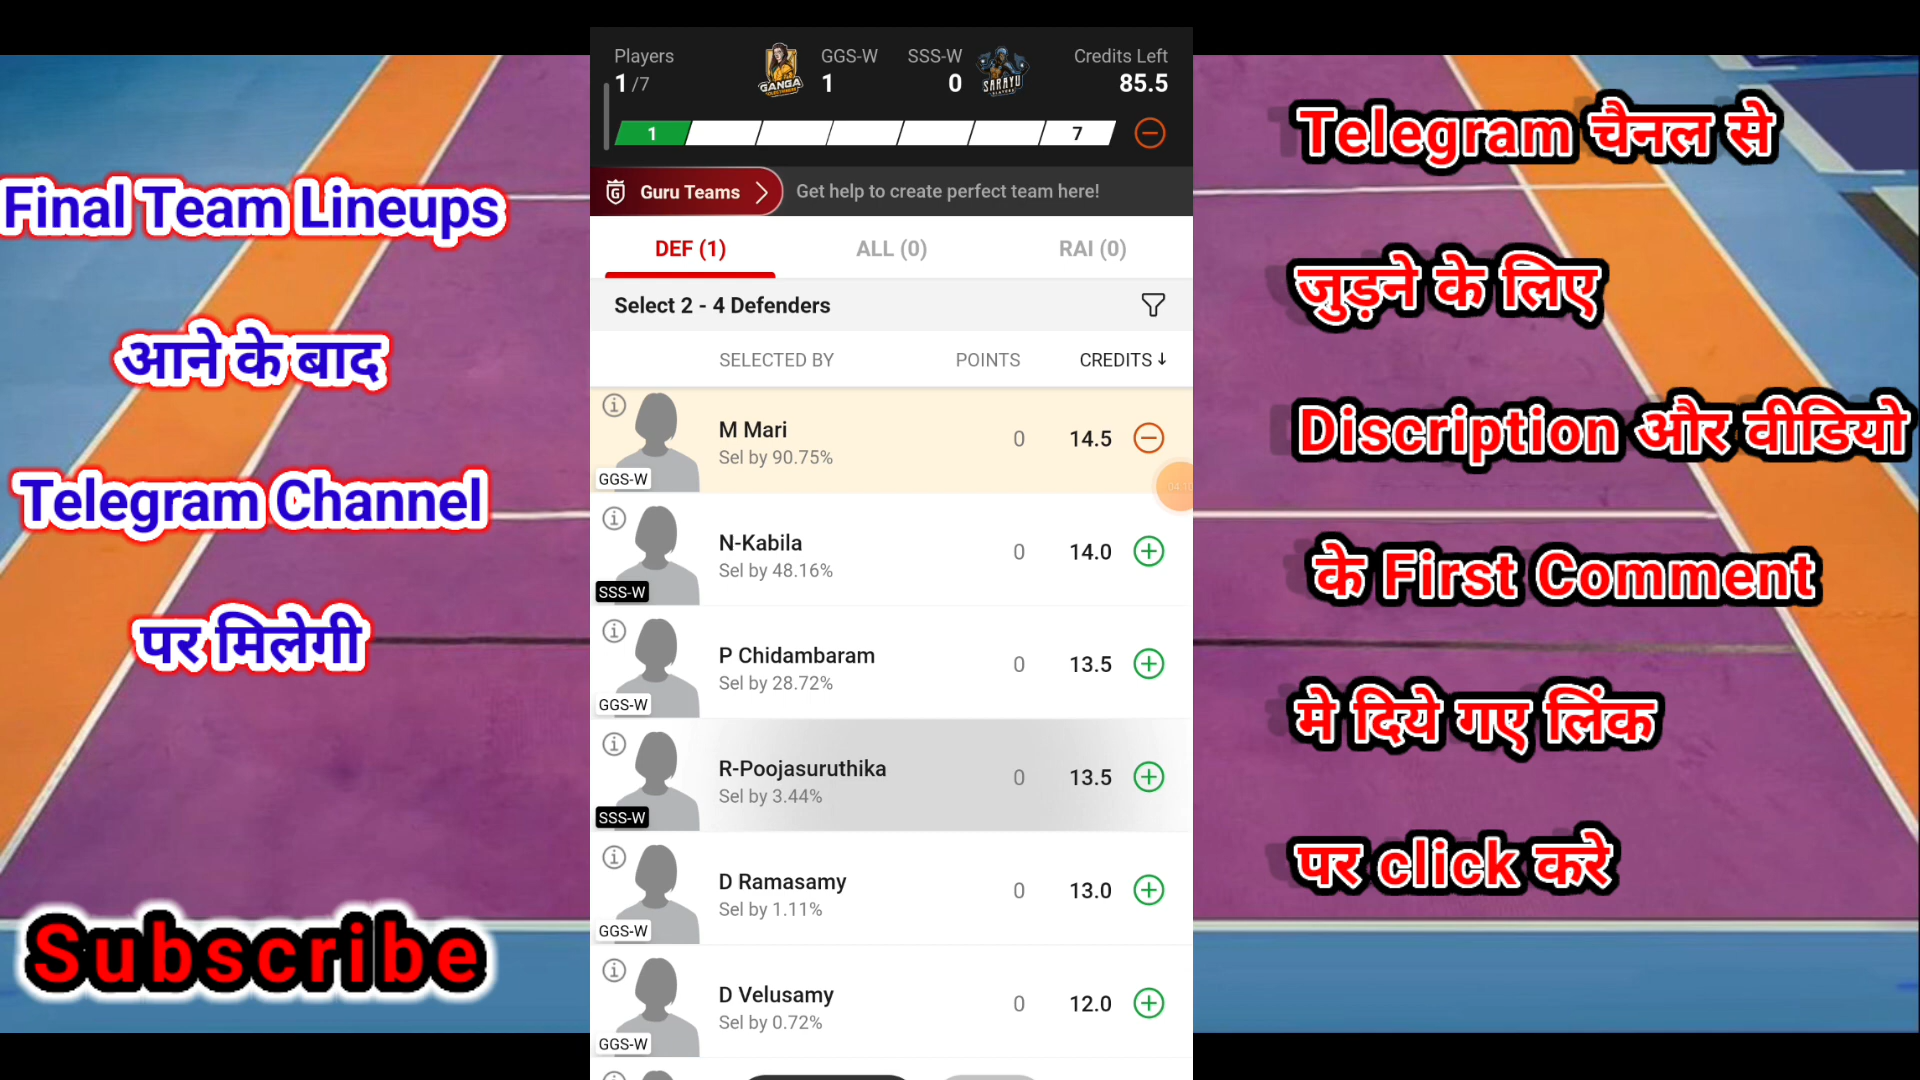 Final Team Lineups
आने के बाद
Telegram Channel
पर मिलेगी
Subscribe
Players
1 /7
GANGA
GGS-W
1
SSS-W
0
SARAYU
Credits Left
85.5
1
7
Guru Teams
Get help to create perfect team here!
DEF (1)
ALL (0)
RAI (0)
Select 2 - 4 Defenders
SELECTED BY
POINTS
CREDITS ↓
M Mari
Sel by 90.75%
0
14.5
GGS-W
N-Kabila
Sel by 48.16%
0
14.0
SSS-W
P Chidambaram
Sel by 28.72%
0
13.5
GGS-W
R-Poojasuruthika
Sel by 3.44%
0
13.5
SSS-W
D Ramasamy
Sel by 1.11%
0
13.0
GGS-W
D Velusamy
Sel by 0.72%
0
12.0
GGS-W
Telegram चैनल से
जुड़ने के लिए
Discription और वीडियो
के First Comment
मे दिये गए लिंक
पर click करे